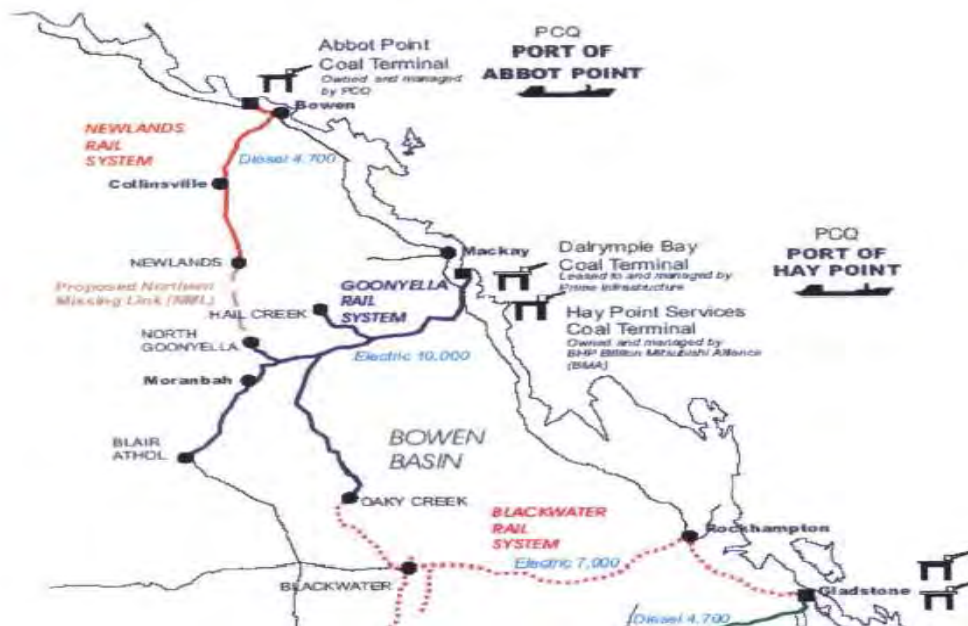 PCQ
PORT OF
ABBOT POINT
Abbot Point
Coal Terminal
Owned and managed
by PCQ
Bowen
NEWLANDS
RAIL
SYSTEM
Diesel 4,700
Collinsville
NEWLANDS
Proposed Northern
Missing Link (NML)
Mackay
PCQ
PORT OF
HAY POINT
Dalrymple Bay
Coal Terminal
Leased to and managed by
Prime Infrastructure
GOONYELLA
RAIL
SYSTEM
HAIL CREEK
Hay Point Services
Coal Terminal
Owned and managed by
BHP Billiton Mitsubishi Alliance
(BMA)
NORTH
GOONYELLA
Electric 10,000
Moranbah
BLAIR
ATHOL
BOWEN
BASIN
OAKY CREEK
BLACKWATER
RAIL
SYSTEM
Rockhampton
Electric 7,000
BLACKWATER
Gladstone
Diesel 4,700